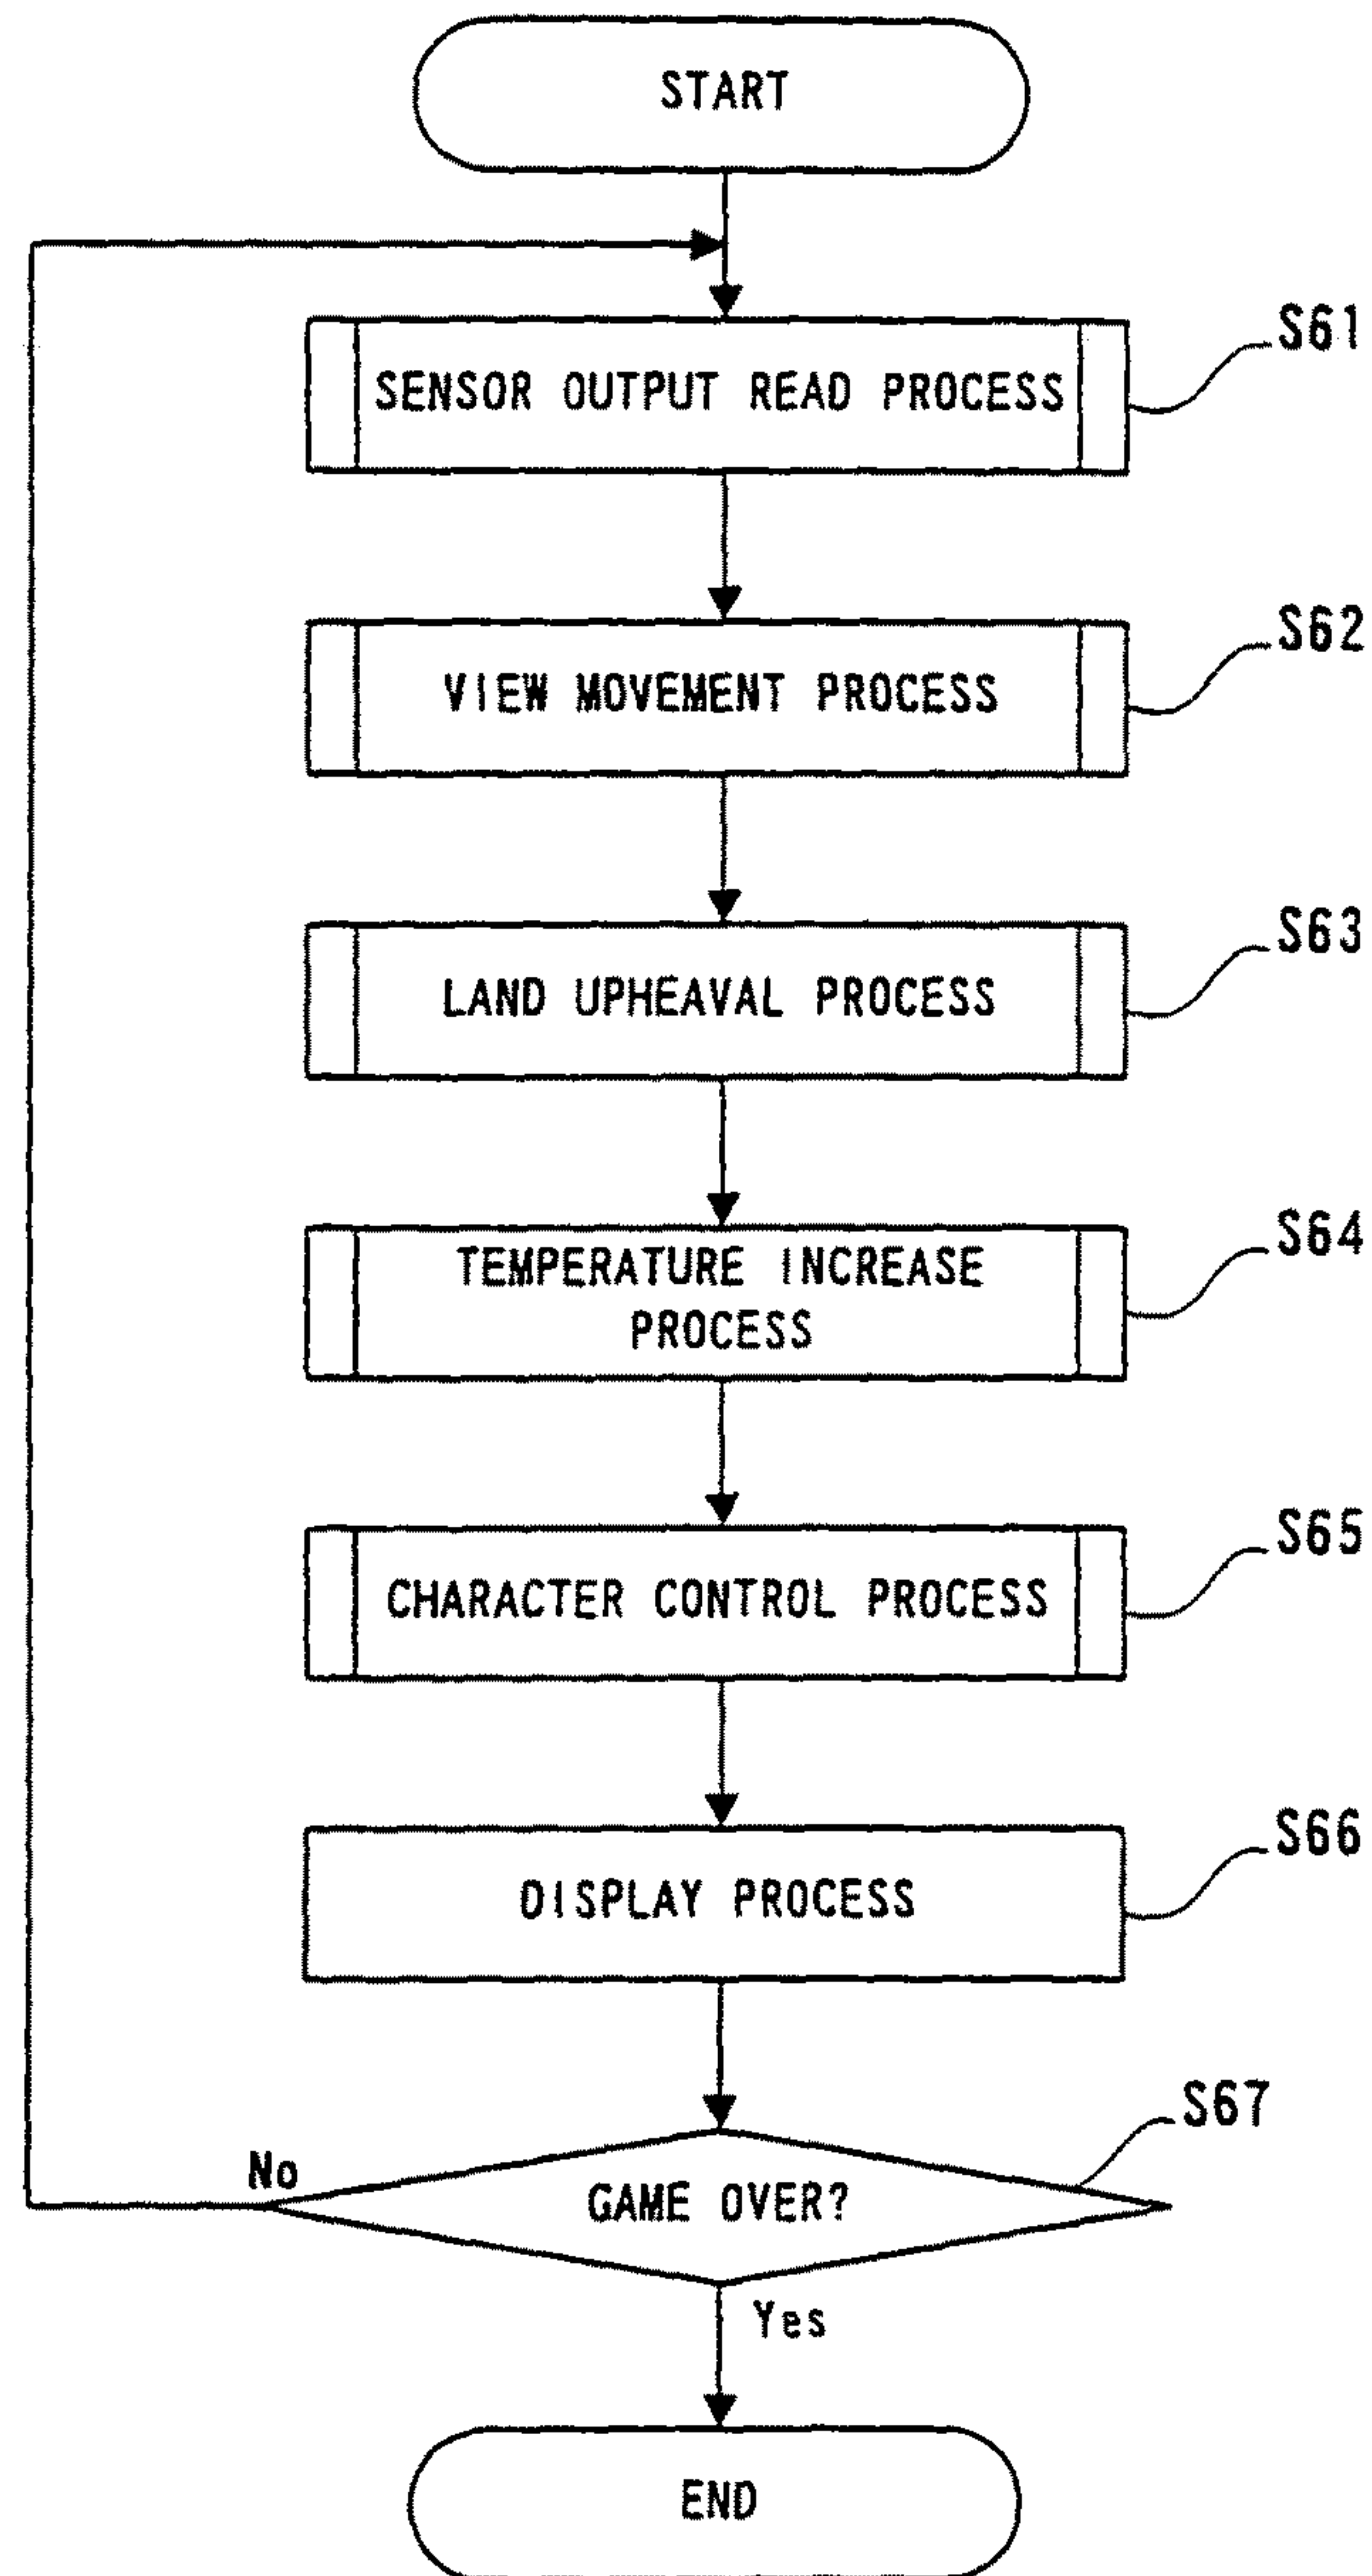 START
SENSOR OUTPUT READ PROCESS
S61
VIEW MOVEMENT PROCESS
S62
LAND UPHEAVAL PROCESS
S63
TEMPERATURE INCREASE
PROCESS
S64
CHARACTER CONTROL PROCESS
S65
DISPLAY PROCESS
S66
S67
No
GAME OVER?
Yes
END